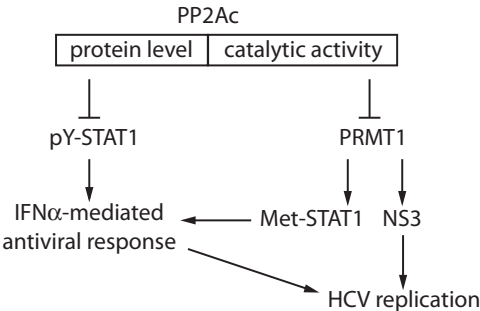 PP2Ac
protein level catalytic activity
pY-STAT1 PRMT1
IFNα-mediated
antiviral response
Met-STAT1 NS3
HCV replication